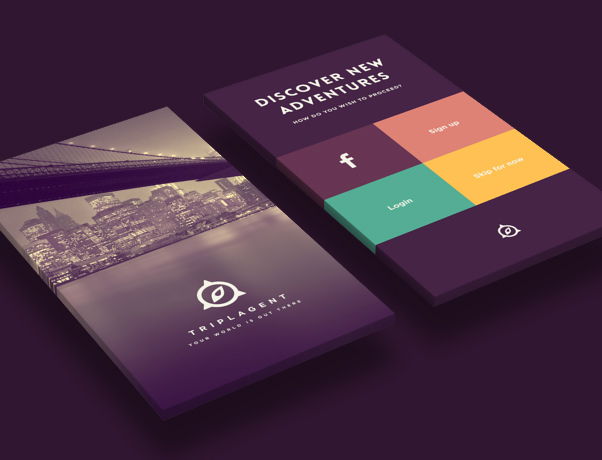 TRIPLAGENT
YOUR WORLD IS OUT THERE
DISCOVER NEW
ADVENTURES
HOW DO YOU WISH TO PROCEED?
f
Sign up
Login
Skip for now